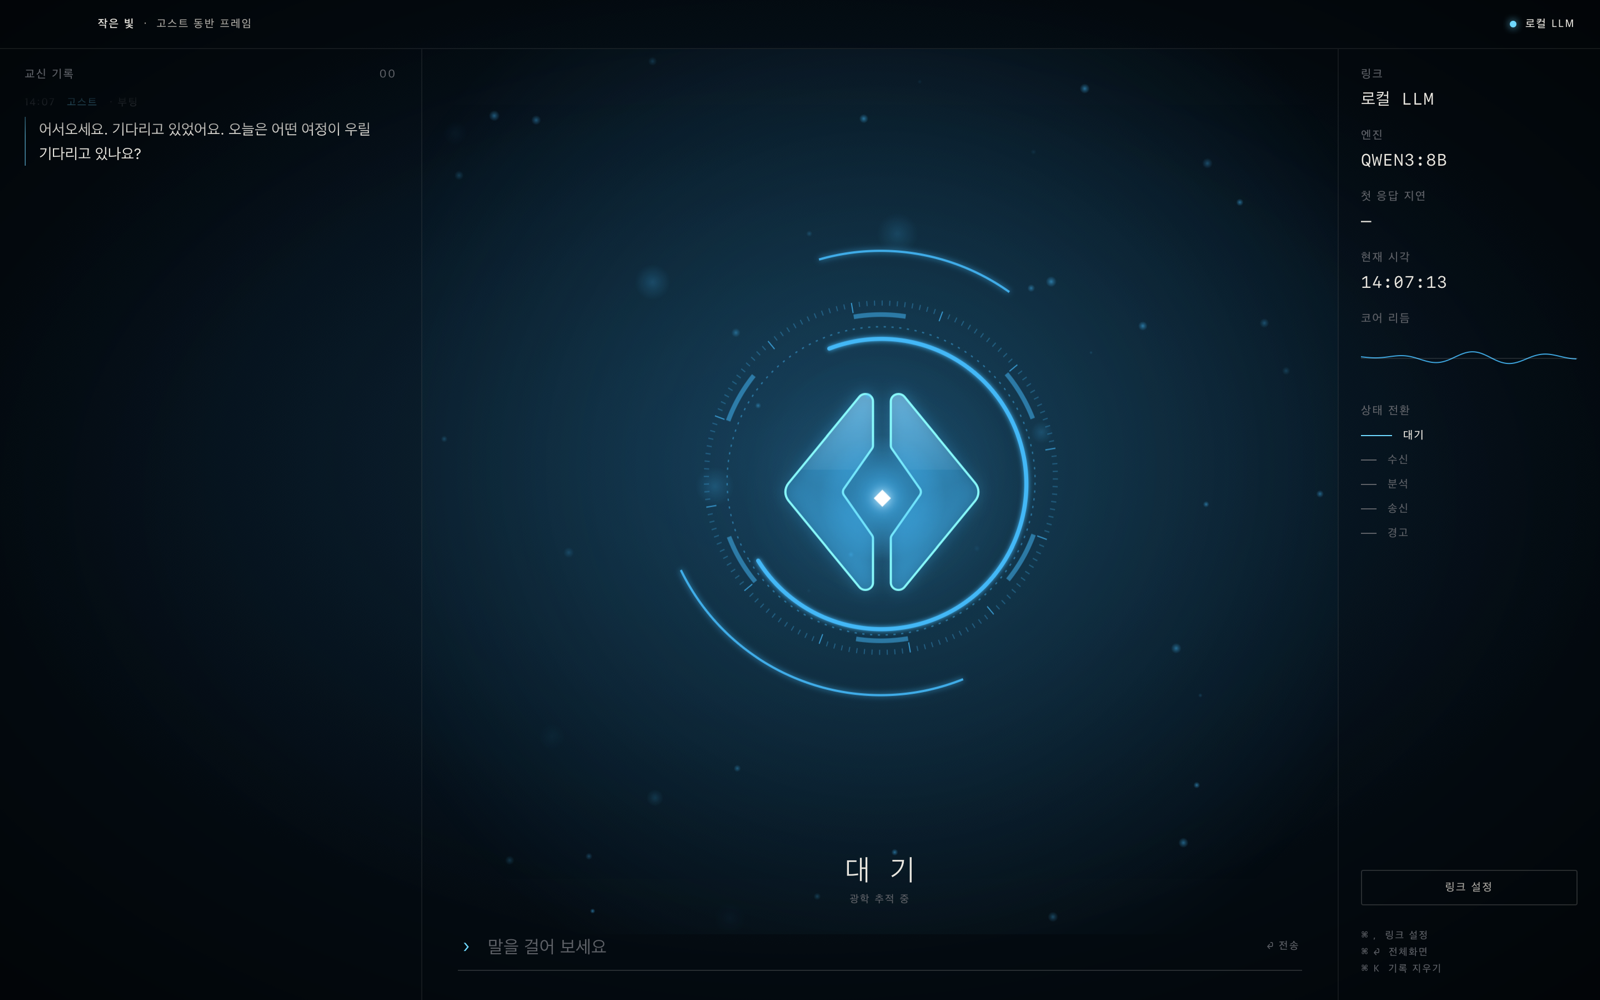 작은 빛 · 고스트 동반 프레임
로컬 LLM
교신 기록
00
14:07 고스트 · 부팅
어서오세요. 기다리고 있었어요. 오늘은 어떤 여정이 우릴
기다리고 있나요?
링크
로컬 LLM
엔진
QWEN3:8B
첫 응답 지연
—
현재 시각
14:07:13
코어 리듬
상태 전환
대기
수신
분석
송신
경고
대 기
광학 추적 중
› 말을 걸어 보세요
⏎ 전송
링크 설정
⌘ , 링크 설정
⌘ ⏎ 전체화면
⌘ K 기록 지우기